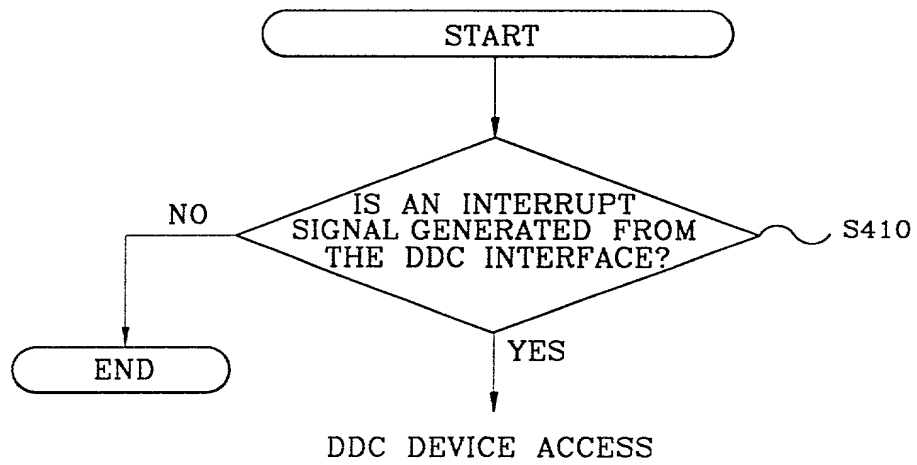 START
IS AN INTERRUPT
SIGNAL GENERATED FROM
THE DDC INTERFACE?
NO
S410
END
YES
DDC DEVICE ACCESS